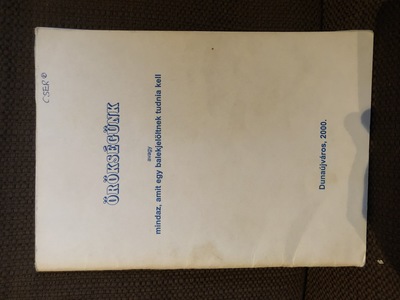 CSER®
ÖRÖKSÉGÜNK
avagy
mindaz, amit egy balekjelöltnek tudnia kell
Dunaújváros, 2000.